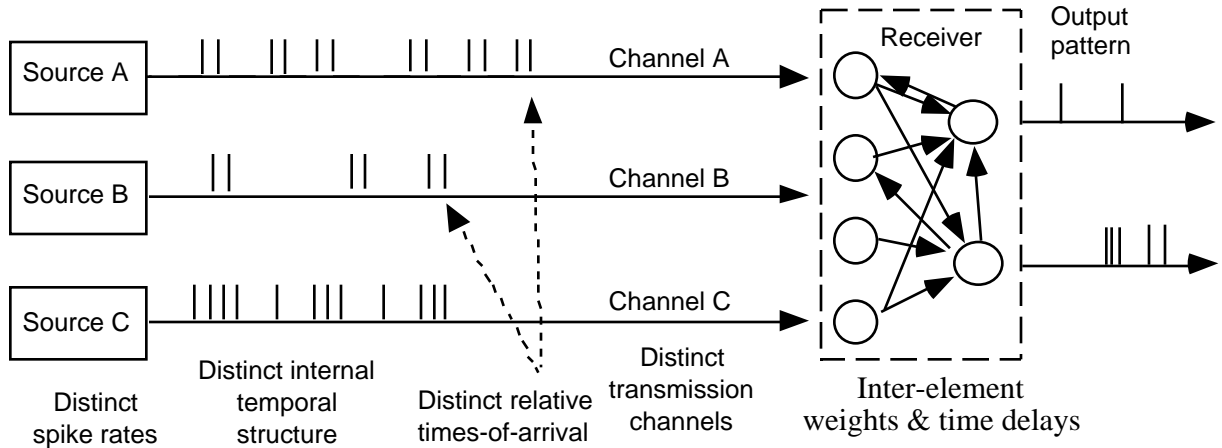 Source A
Channel A
Receiver
Output
pattern
Source B
Channel B
Source C
Channel C
Distinct
spike rates
Distinct internal
temporal
structure
Distinct relative
times-of-arrival
Distinct
transmission
channels
Inter-element
weights & time delays